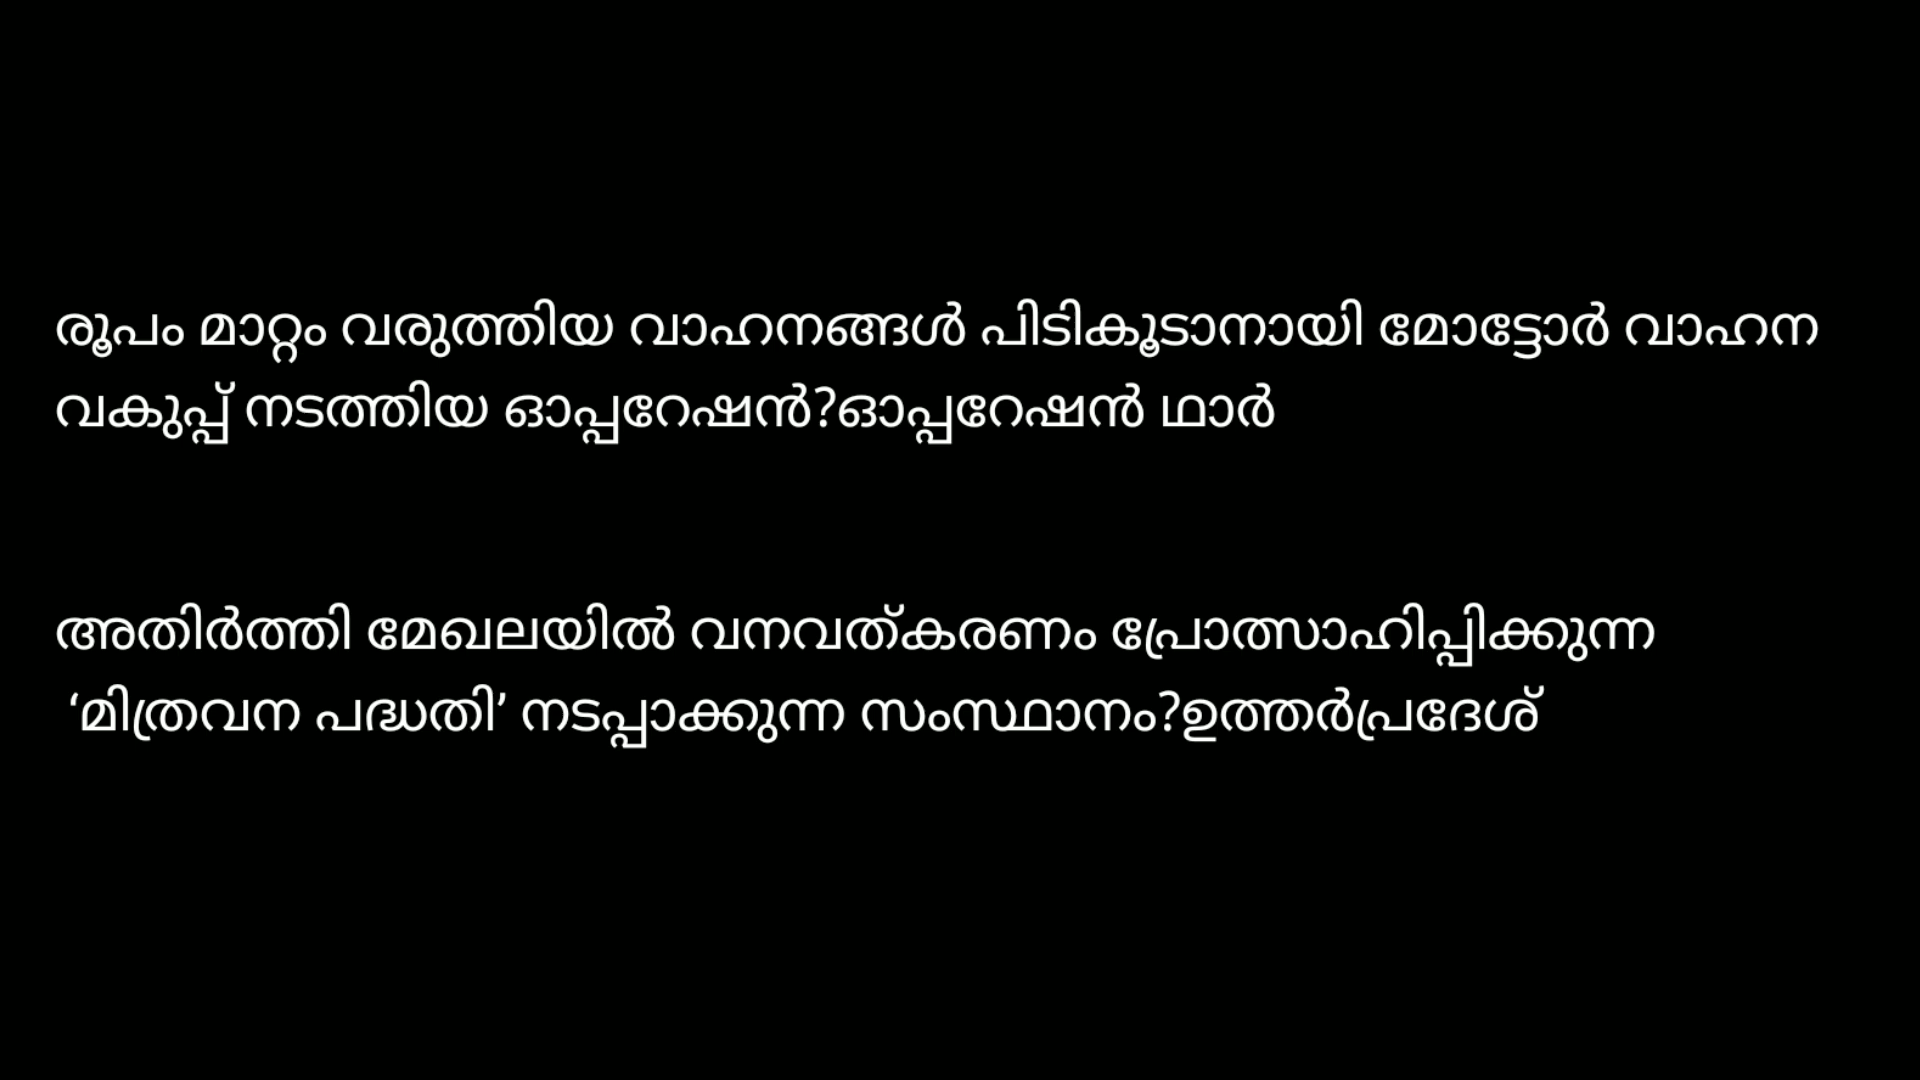 രൂപം മാറ്റം വരുത്തിയ വാഹനങ്ങൾ പിടികൂടാനായി മോട്ടോർ വാഹന
വകുപ്പ് നടത്തിയ ഓപ്പറേഷൻ?ഓപ്പറേഷൻ ഥാർ
അതിർത്തി മേഖലയിൽ വനവത്കരണം പ്രോത്സാഹിപ്പിക്കുന്ന
‘മിത്രവന പദ്ധതി’ നടപ്പാക്കുന്ന സംസ്ഥാനം?ഉത്തർപ്രദേശ്